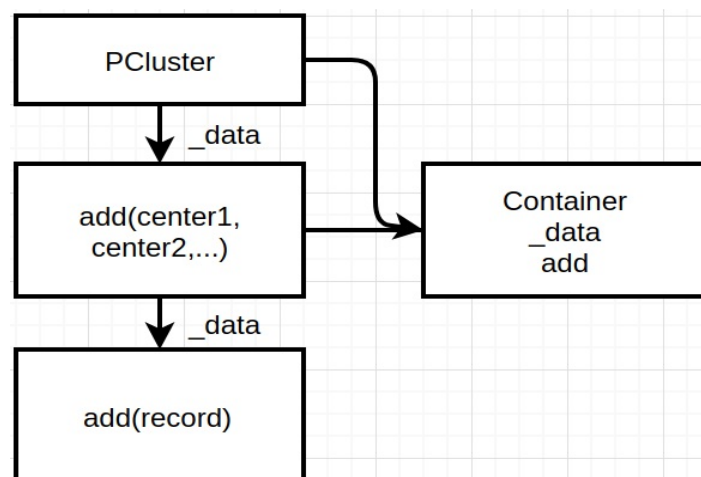 PCluster
_data
add(center1,
center2,...)
Container
_data
add
_data
add(record)